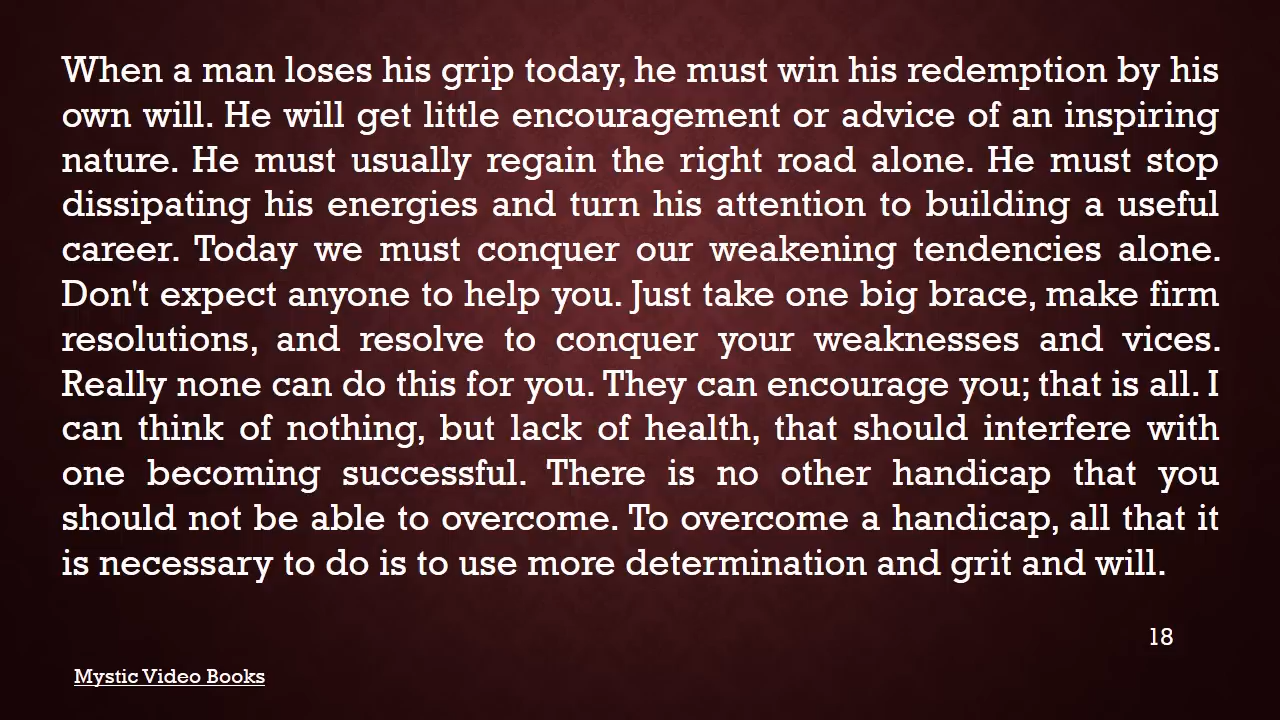 When a man loses his grip today, he must win his redemption by his
own will. He will get little encouragement or advice of an inspiring
nature. He must usually regain the right road alone. He must stop
dissipating his energies and turn his attention to building a useful
career. Today we must conquer our weakening tendencies alone.
Don't expect anyone to help you. Just take one big brace, make firm
resolutions, and resolve to conquer your weaknesses and vices.
Really none can do this for you. They can encourage you; that is all. I
can think of nothing, but lack of health, that should interfere with
one becoming successful. There is no other handicap that you
should not be able to overcome. To overcome a handicap, all that it
is necessary to do is to use more determination and grit and will.
18
Mystic Video Books